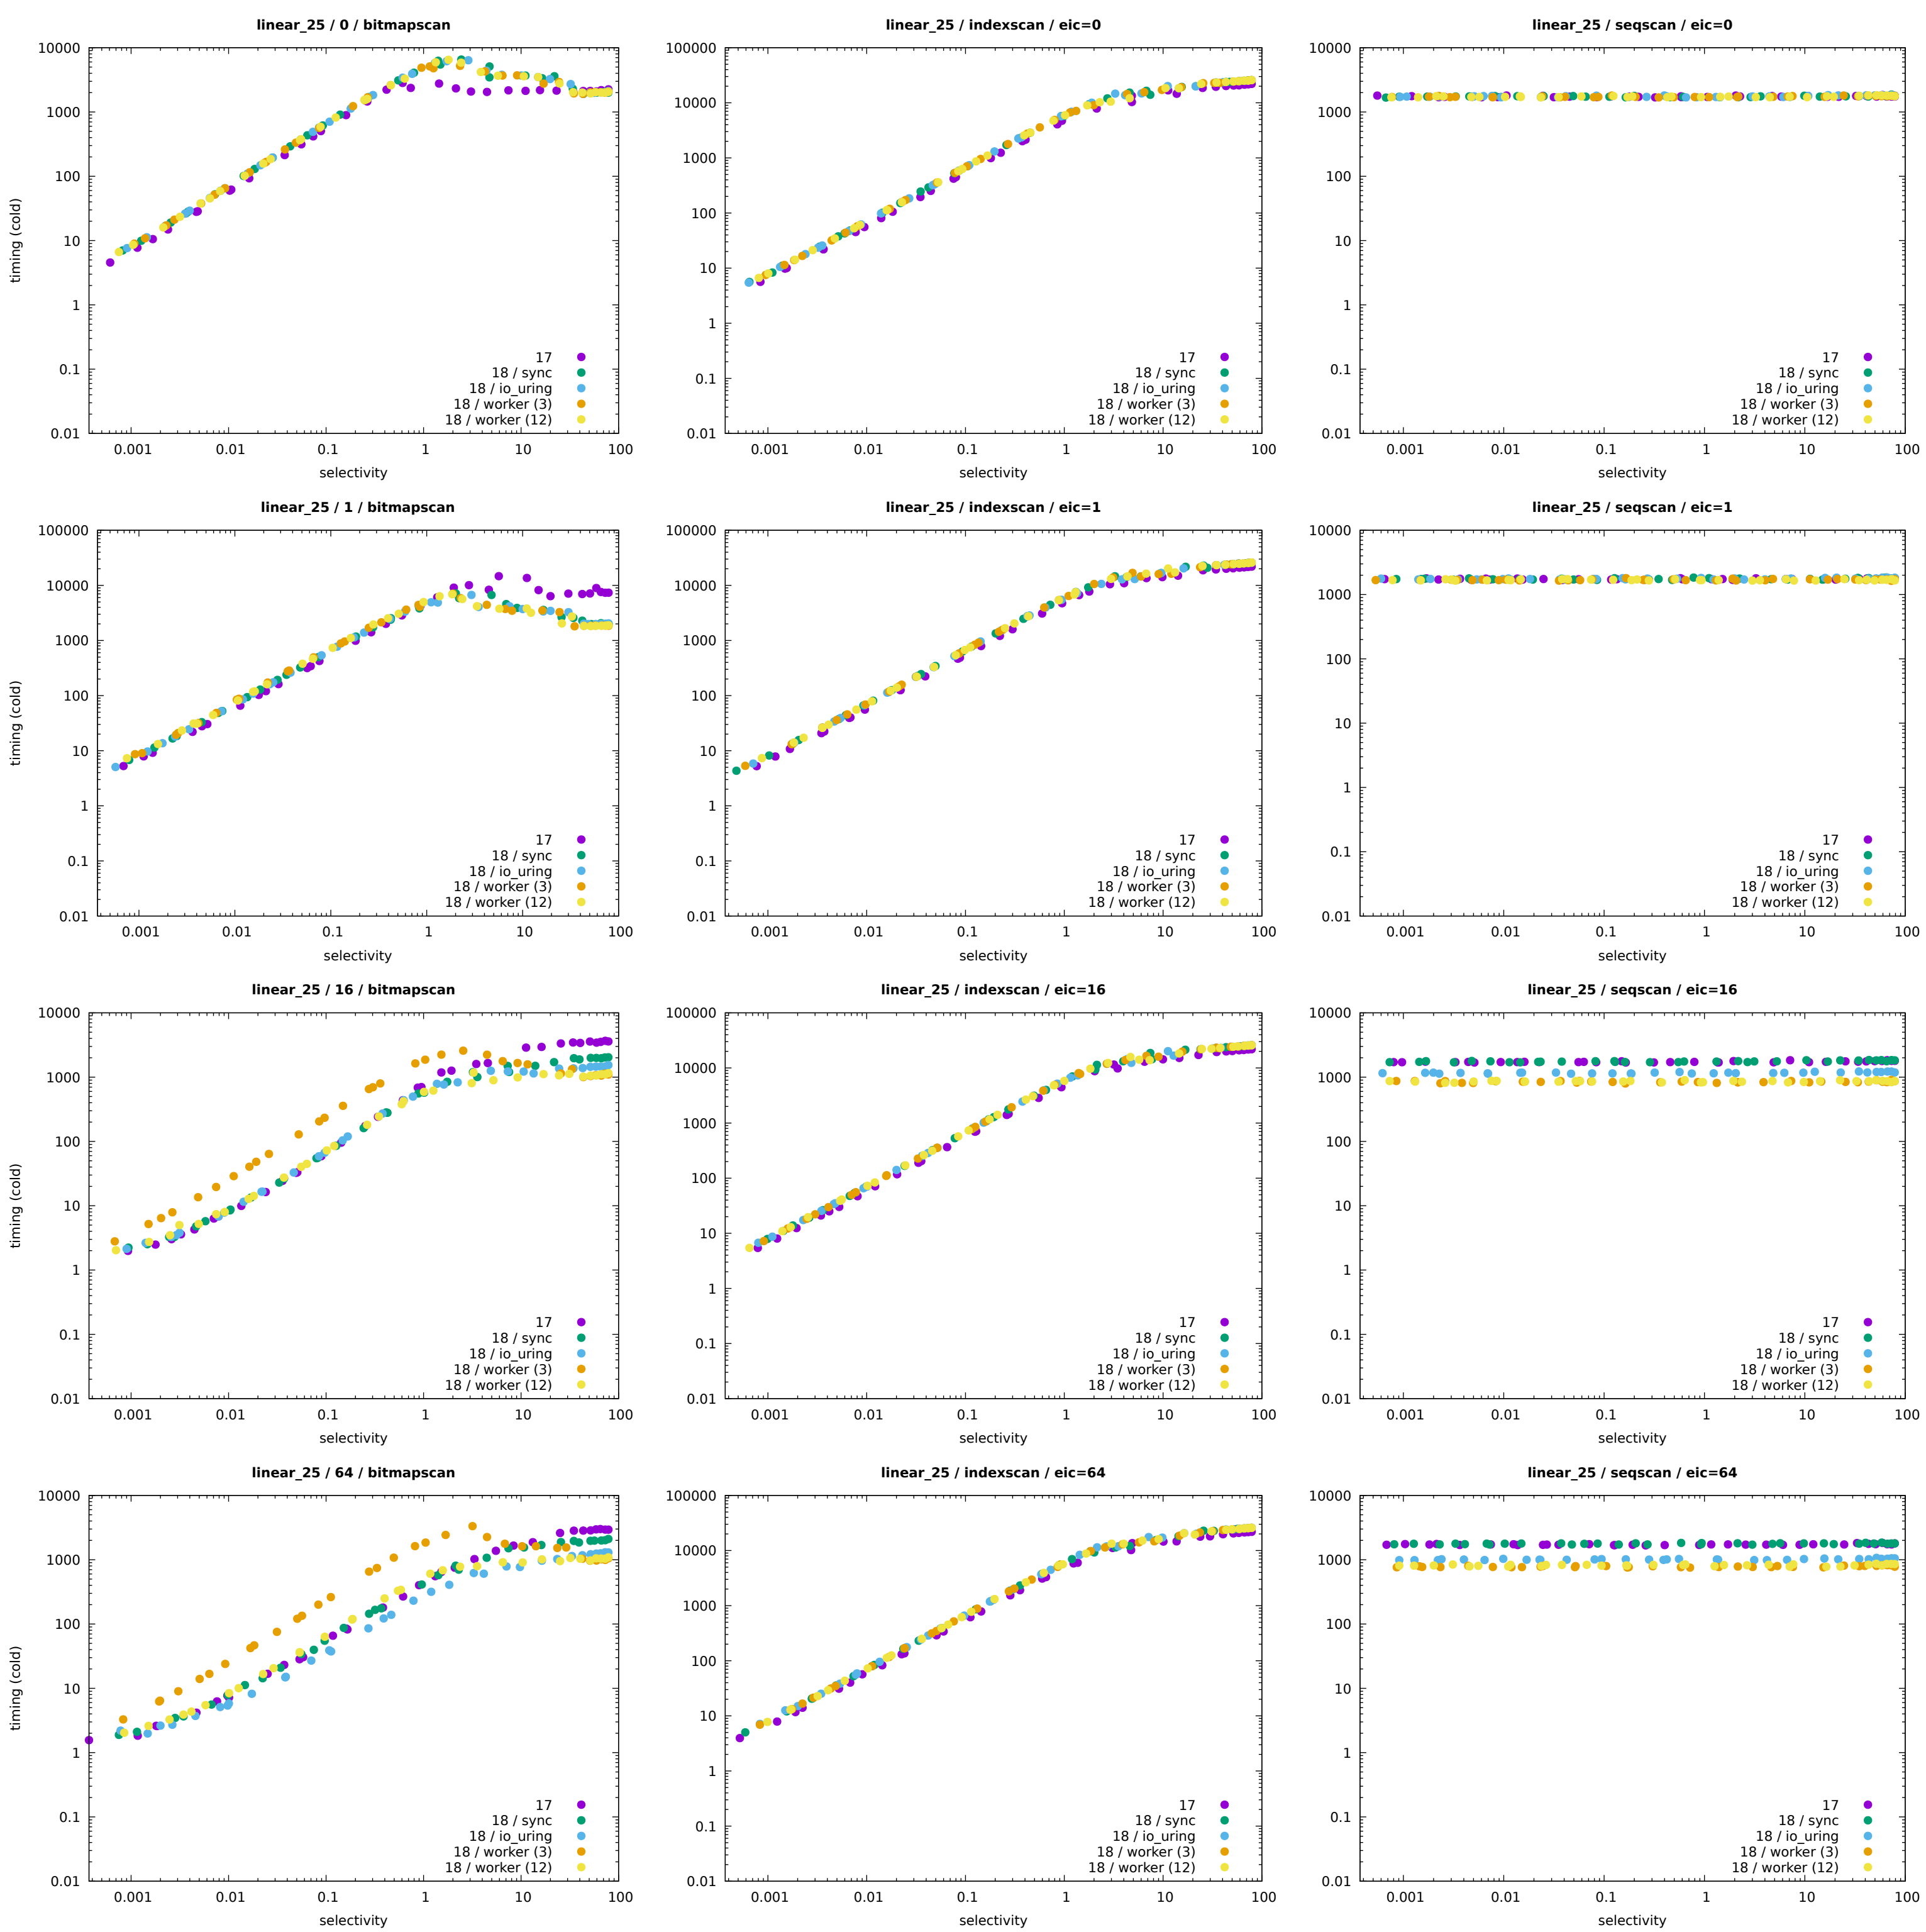 linear_25 / 0 / bitmapscan
timing (cold)
10000
1000
100
10
1
0.1
0.01
17
18 / sync
18 / io_uring
18 / worker (3)
18 / worker (12)
0.001 0.01 0.1 1 10 100
selectivity
linear_25 / indexscan / eic=0
100000
10000
1000
100
10
1
0.1
0.01
17
18 / sync
18 / io_uring
18 / worker (3)
18 / worker (12)
0.001 0.01 0.1 1 10 100
selectivity
linear_25 / seqscan / eic=0
10000
1000
100
10
1
0.1
0.01
17
18 / sync
18 / io_uring
18 / worker (3)
18 / worker (12)
0.001 0.01 0.1 1 10 100
selectivity
linear_25 / 1 / bitmapscan
timing (cold)
100000
10000
1000
100
10
1
0.1
0.01
17
18 / sync
18 / io_uring
18 / worker (3)
18 / worker (12)
0.001 0.01 0.1 1 10 100
selectivity
linear_25 / indexscan / eic=1
100000
10000
1000
100
10
1
0.1
0.01
17
18 / sync
18 / io_uring
18 / worker (3)
18 / worker (12)
0.001 0.01 0.1 1 10 100
selectivity
linear_25 / seqscan / eic=1
10000
1000
100
10
1
0.1
0.01
17
18 / sync
18 / io_uring
18 / worker (3)
18 / worker (12)
0.001 0.01 0.1 1 10 100
selectivity
linear_25 / 16 / bitmapscan
timing (cold)
10000
1000
100
10
1
0.1
0.01
17
18 / sync
18 / io_uring
18 / worker (3)
18 / worker (12)
0.001 0.01 0.1 1 10 100
selectivity
linear_25 / indexscan / eic=16
100000
10000
1000
100
10
1
0.1
0.01
17
18 / sync
18 / io_uring
18 / worker (3)
18 / worker (12)
0.001 0.01 0.1 1 10 100
selectivity
linear_25 / seqscan / eic=16
10000
1000
100
10
1
0.1
0.01
17
18 / sync
18 / io_uring
18 / worker (3)
18 / worker (12)
0.001 0.01 0.1 1 10 100
selectivity
linear_25 / 64 / bitmapscan
timing (cold)
10000
1000
100
10
1
0.1
0.01
17
18 / sync
18 / io_uring
18 / worker (3)
18 / worker (12)
0.001 0.01 0.1 1 10 100
selectivity
linear_25 / indexscan / eic=64
100000
10000
1000
100
10
1
0.1
0.01
17
18 / sync
18 / io_uring
18 / worker (3)
18 / worker (12)
0.001 0.01 0.1 1 10 100
selectivity
linear_25 / seqscan / eic=64
10000
1000
100
10
1
0.1
0.01
17
18 / sync
18 / io_uring
18 / worker (3)
18 / worker (12)
0.001 0.01 0.1 1 10 100
selectivity